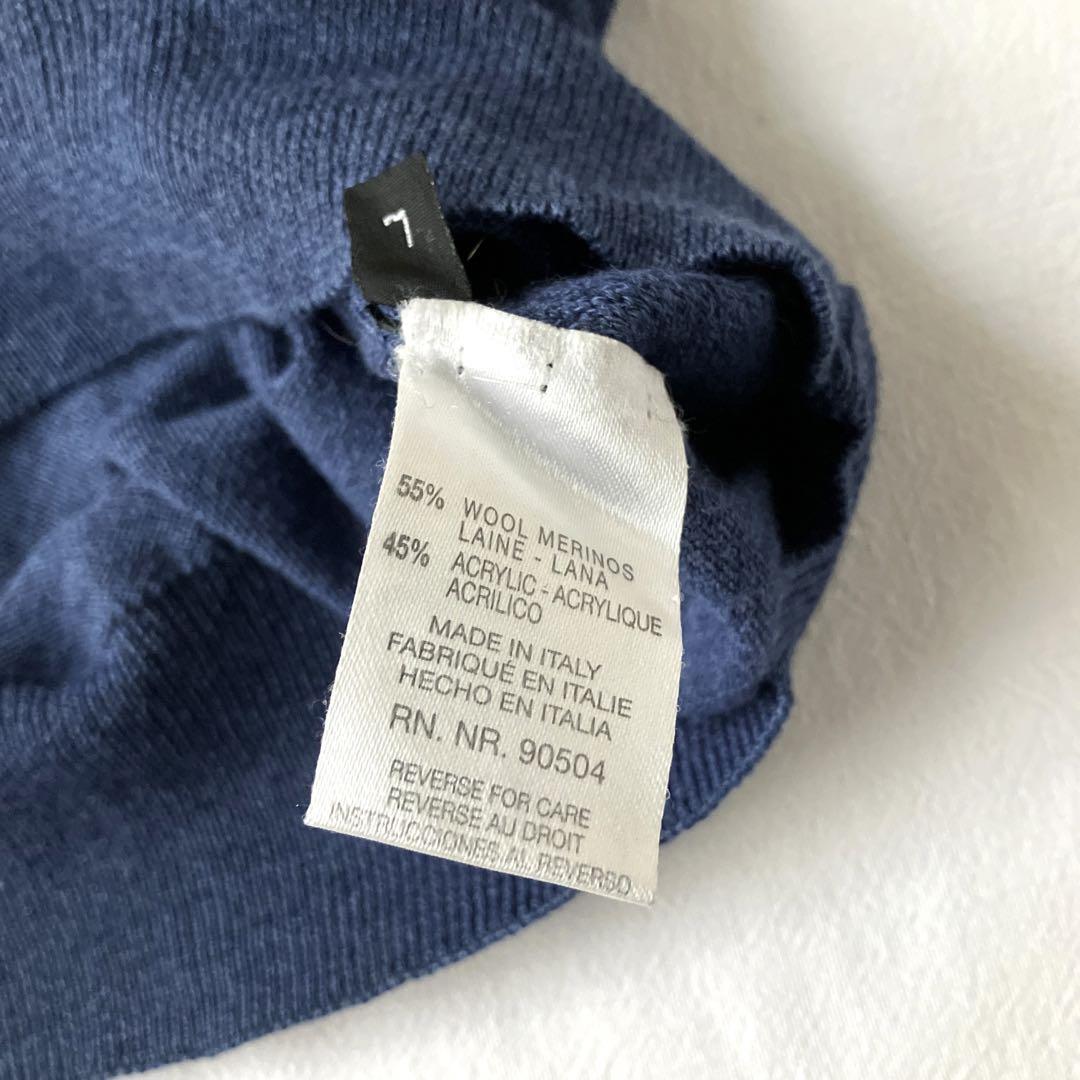 L
55% WOOL MERINOS
LAINE - LANA
45% ACRYLIC - ACRYLIQUE
ACRILICO
MADE IN ITALY
FABRIQUÉ EN ITALIE
HECHO EN ITALIA
RN. NR. 90504
REVERSE FOR CARE
REVERSE AU DROIT
INSTRUCCIONES AL REVERSO